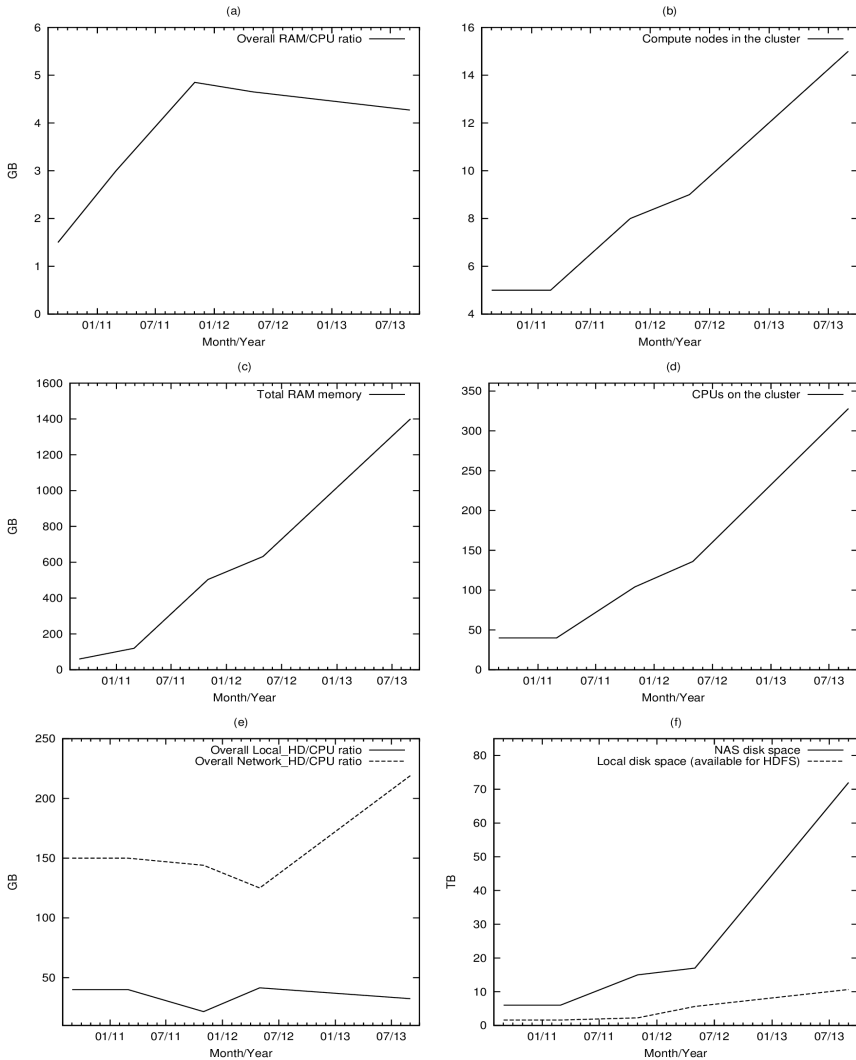 (a)
Overall RAM/CPU ratio
6
5
4
3
2
1
0
GB
01/11 07/11 01/12 07/12 01/13 07/13
Month/Year
(b)
Compute nodes in the cluster
16
14
12
10
8
6
4
01/11 07/11 01/12 07/12 01/13 07/13
Month/Year
(c)
Total RAM memory
1600
1400
1200
1000
800
600
400
200
0
GB
01/11 07/11 01/12 07/12 01/13 07/13
Month/Year
(d)
CPUs on the cluster
350
300
250
200
150
100
50
0
01/11 07/11 01/12 07/12 01/13 07/13
Month/Year
(e)
Overall Local_HD/CPU ratio
Overall Network_HD/CPU ratio
250
200
150
100
50
GB
01/11 07/11 01/12 07/12 01/13 07/13
Month/Year
(f)
NAS disk space
Local disk space (available for HDFS)
80
70
60
50
40
30
20
10
0
TB
01/11 07/11 01/12 07/12 01/13 07/13
Month/Year